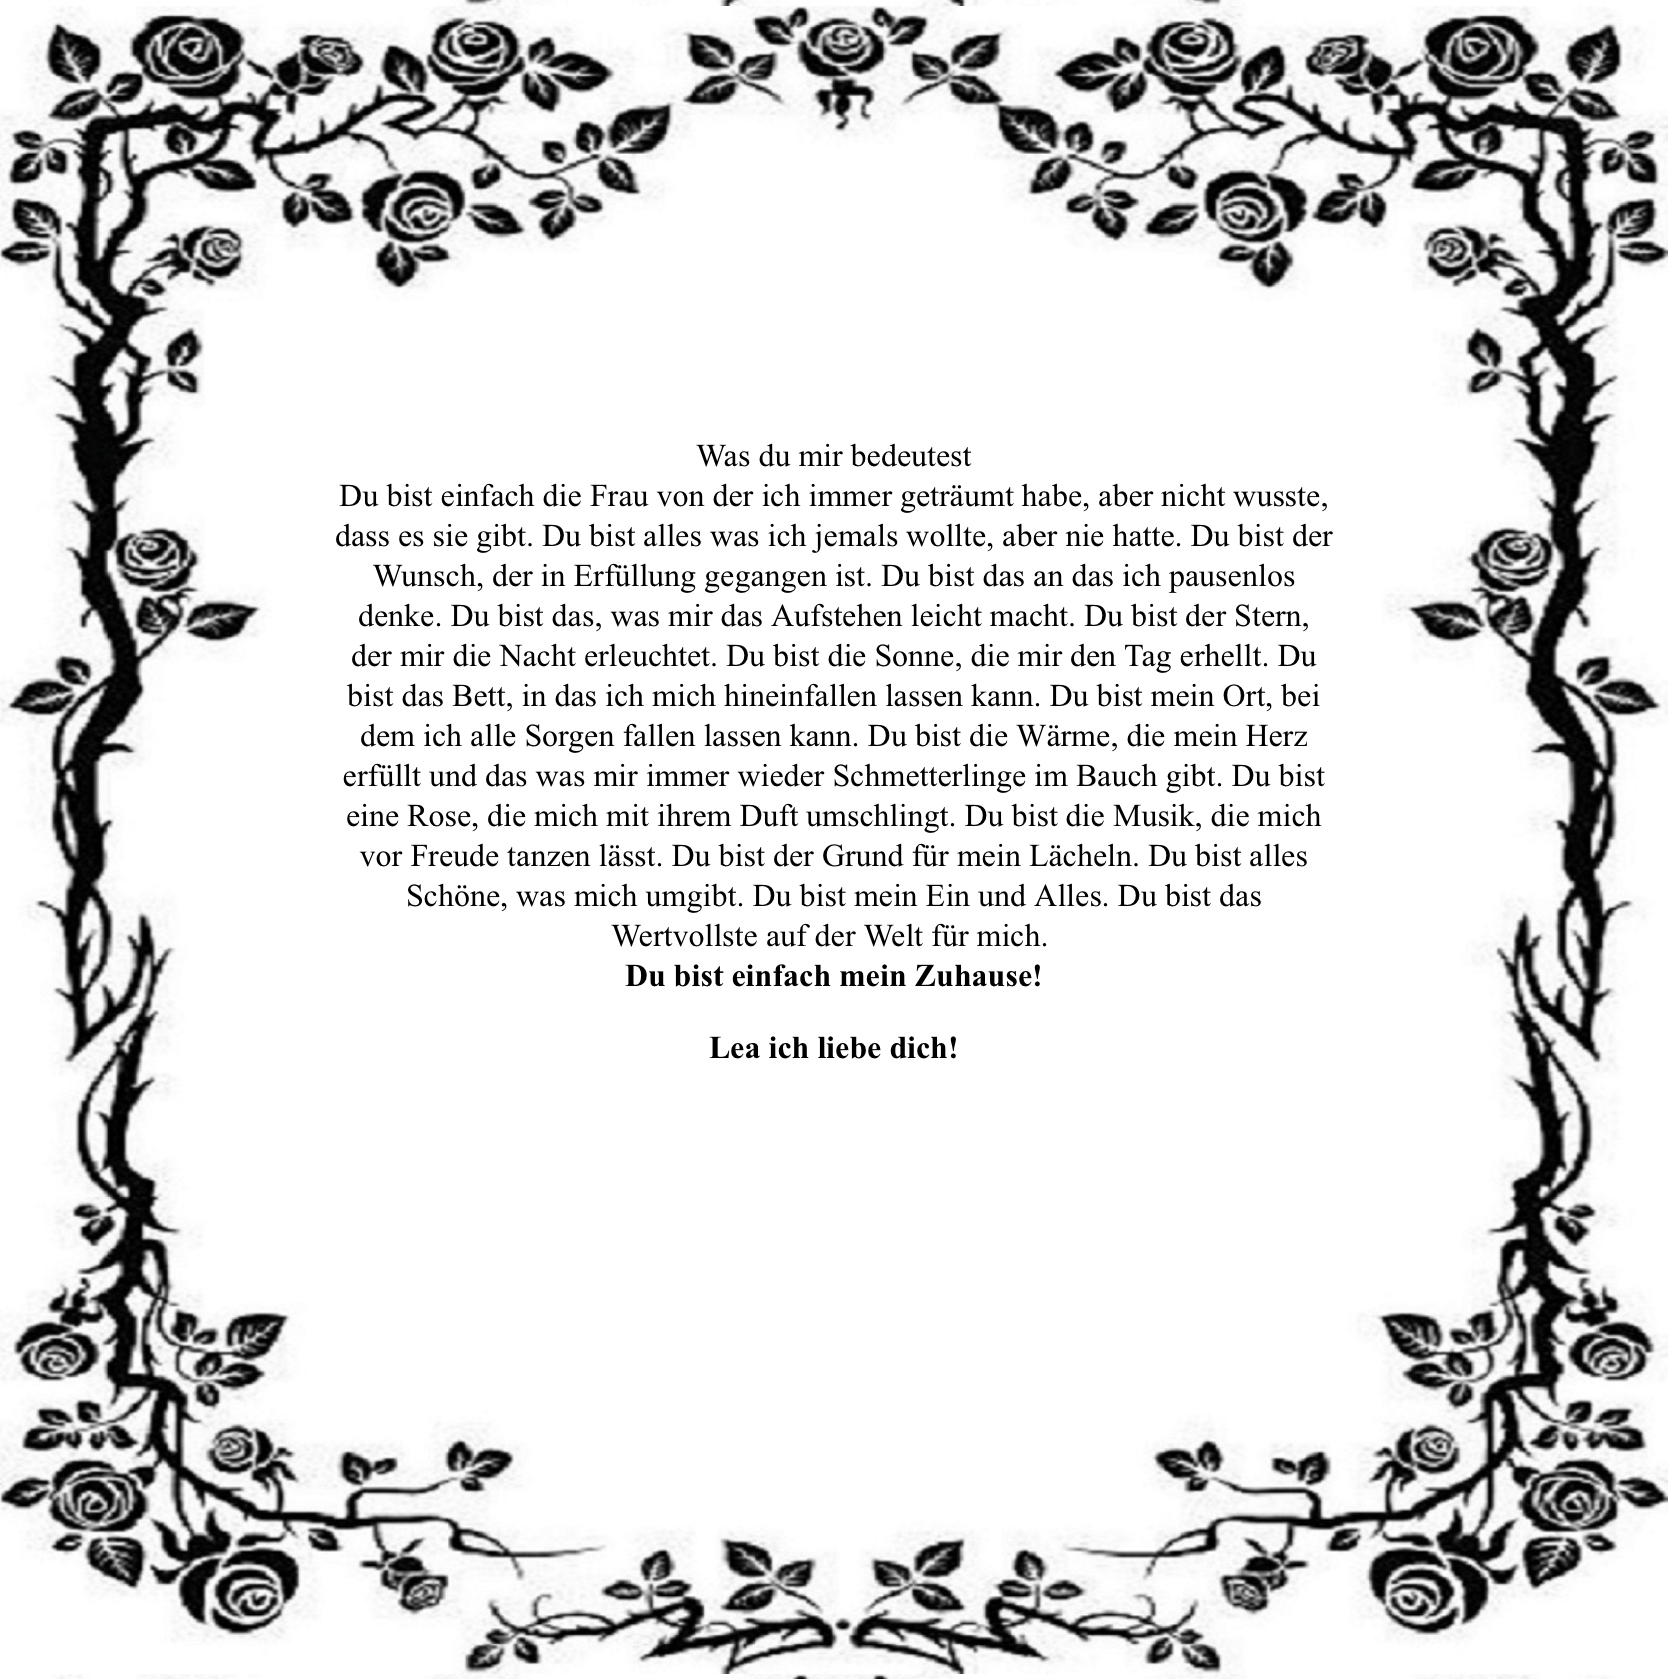 Was du mir bedeutest
Du bist einfach die Frau von der ich immer geträumt habe, aber nicht wusste,
dass es sie gibt. Du bist alles was ich jemals wollte, aber nie hatte. Du bist der
Wunsch, der in Erfüllung gegangen ist. Du bist das an das ich pausenlos
denke. Du bist das, was mir das Aufstehen leicht macht. Du bist der Stern,
der mir die Nacht erleuchtet. Du bist die Sonne, die mir den Tag erhellt. Du
bist das Bett, in das ich mich hineinfallen lassen kann. Du bist mein Ort, bei
dem ich alle Sorgen fallen lassen kann. Du bist die Wärme, die mein Herz
erfüllt und das was mir immer wieder Schmetterlinge im Bauch gibt. Du bist
eine Rose, die mich mit ihrem Duft umschlingt. Du bist die Musik, die mich
vor Freude tanzen lässt. Du bist der Grund für mein Lächeln. Du bist alles
Schöne, was mich umgibt. Du bist mein Ein und Alles. Du bist das
Wertvollste auf der Welt für mich.
Du bist einfach mein Zuhause!
Lea ich liebe dich!